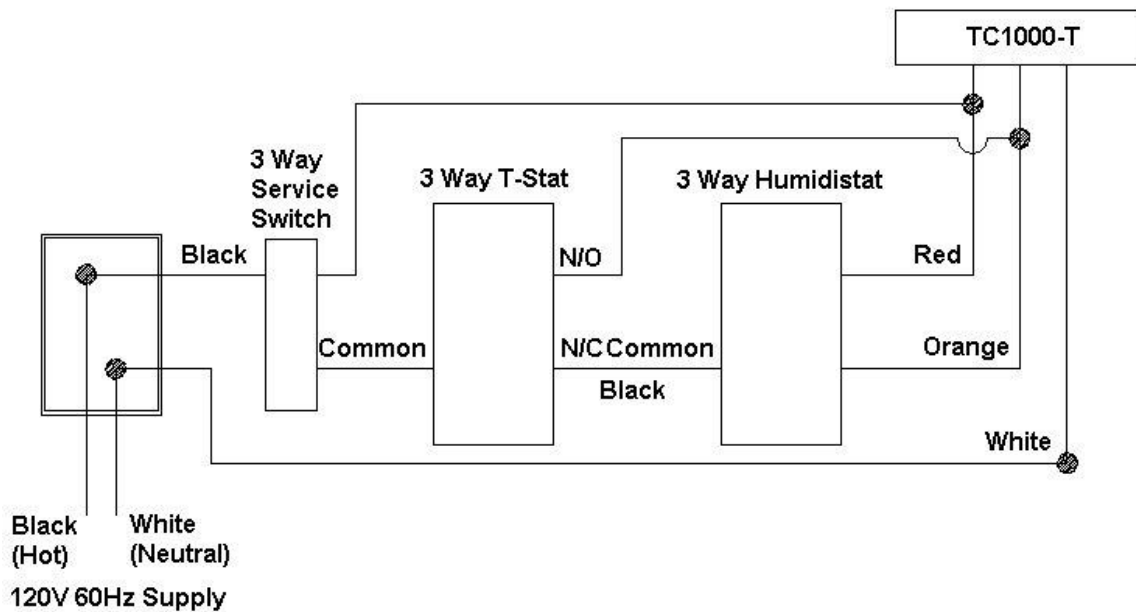 TC1000-T
3 Way
Service
Switch
3 Way T-Stat
3 Way Humidistat
Black
N/O
Red
Common
N/C Common
Black
Orange
White
Black
(Hot)
White
(Neutral)
120V 60Hz Supply